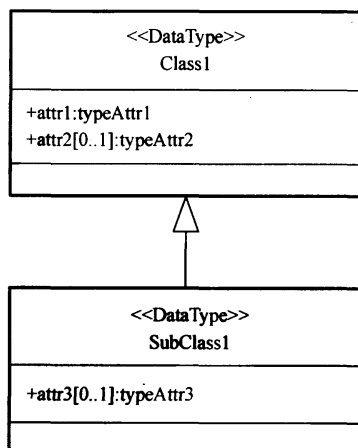 <<DataType>>
Class1
+attr1:typeAttr1
+attr2[0..1]:typeAttr2
<<DataType>>
SubClass1
+attr3[0..1]:typeAttr3